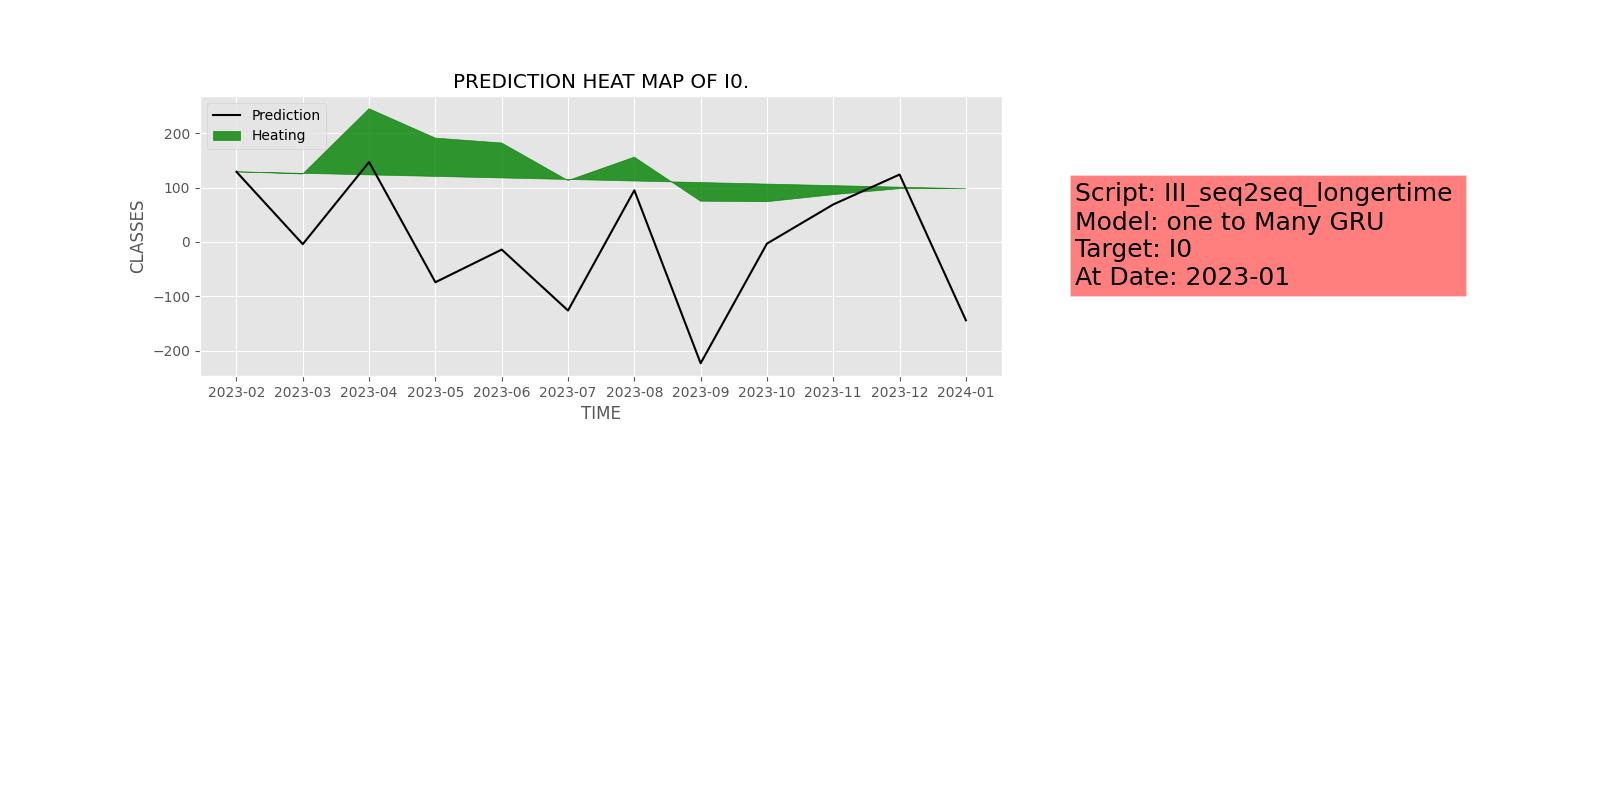 PREDICTION HEAT MAP OF I0.
Prediction
Heating
200
100
0
−100
−200
CLASSES
2023-02 2023-03 2023-04 2023-05 2023-06 2023-07 2023-08 2023-09 2023-10 2023-11 2023-12 2024-01
TIME
Script: III_seq2seq_longertime
Model: one to Many GRU
Target: I0
At Date: 2023-01